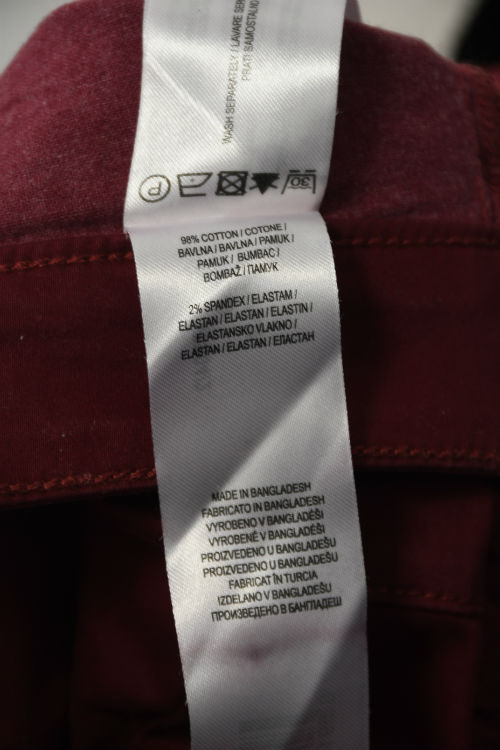 WASH SEPARATELY / LAVARE SE
PRATI SAMOSTALNO
P
30
98% COTTON / COTONE /
BAVLNA / BAVLNA / PAMUK /
PAMUK / BUMBAC /
BOMBAŽ / ПАМУК
2% SPANDEX / ELASTAM /
ELASTAN / ELASTAN / ELASTIN /
ELASTANSKO VLAKNO /
ELASTAN / ELASTAN / ЕЛАСТАН
MADE IN BANGLADESH
FABRICATO IN BANGLADESH
VYROBENO V BANGLADÉŠI
VYROBENÉ V BANGLADÉŠI
PROIZVEDENO U BANGLADEŠU
PROIZVEDENO U BANGLADEŠU
FABRICAT ÎN TURCIA
IZDELANO V BANGLADEŠU
ПРОИЗВЕДЕНО В БАНГЛАДЕШ